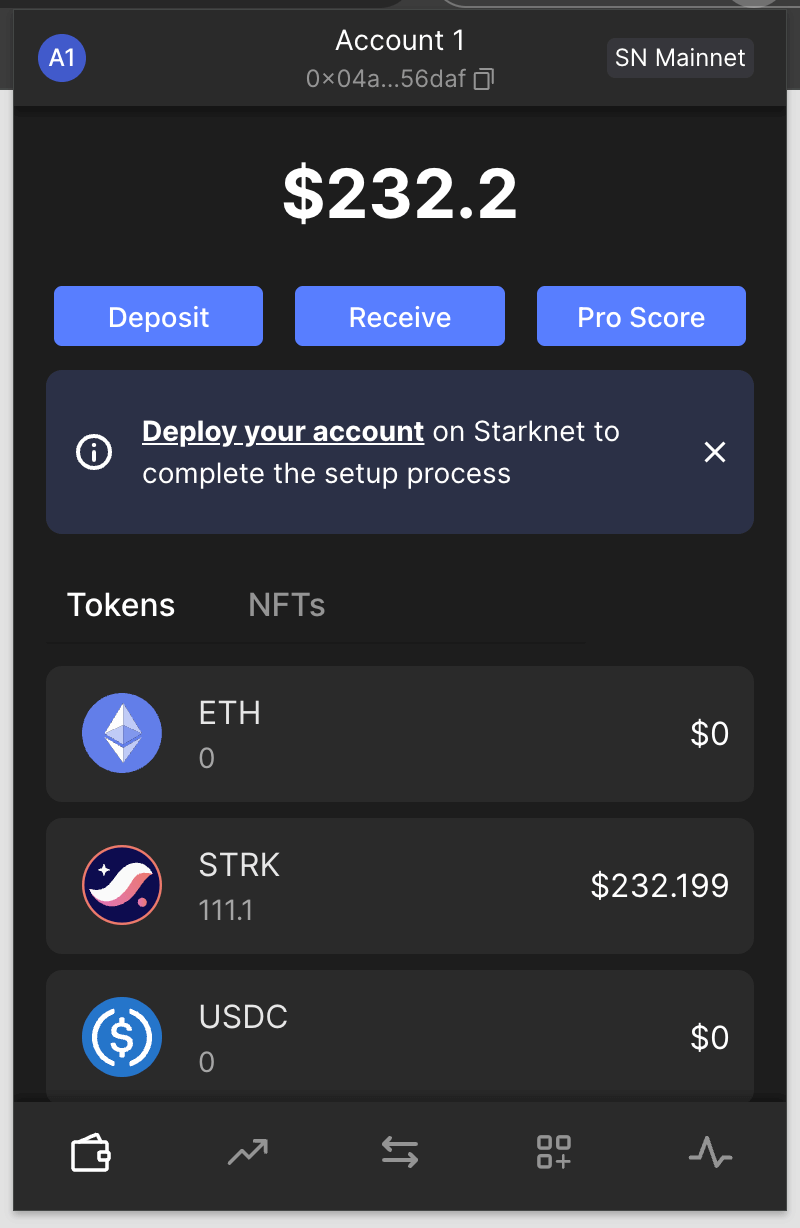 A1
Account 1
0×04a...56daf
SN Mainnet
$232.2
Deposit
Receive
Pro Score
Deploy your account on Starknet to
complete the setup process
Tokens
NFTs
ETH
0
$0
STRK
111.1
$232.199
USDC
0
$0